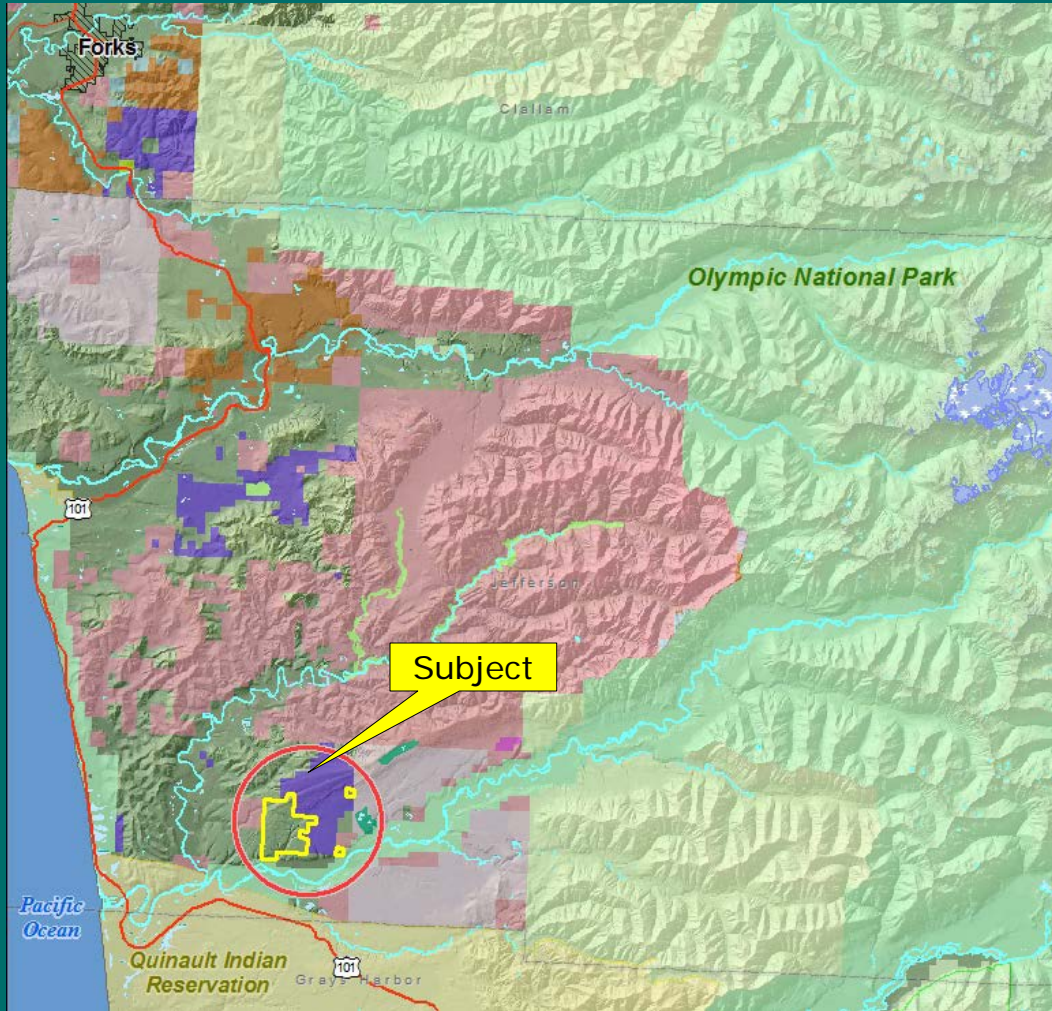 Forks
Clallam
Olympic National Park
101
Jefferson
Subject
Pacific
Ocean
Quinault Indian
Reservation
Grays Harbor
101